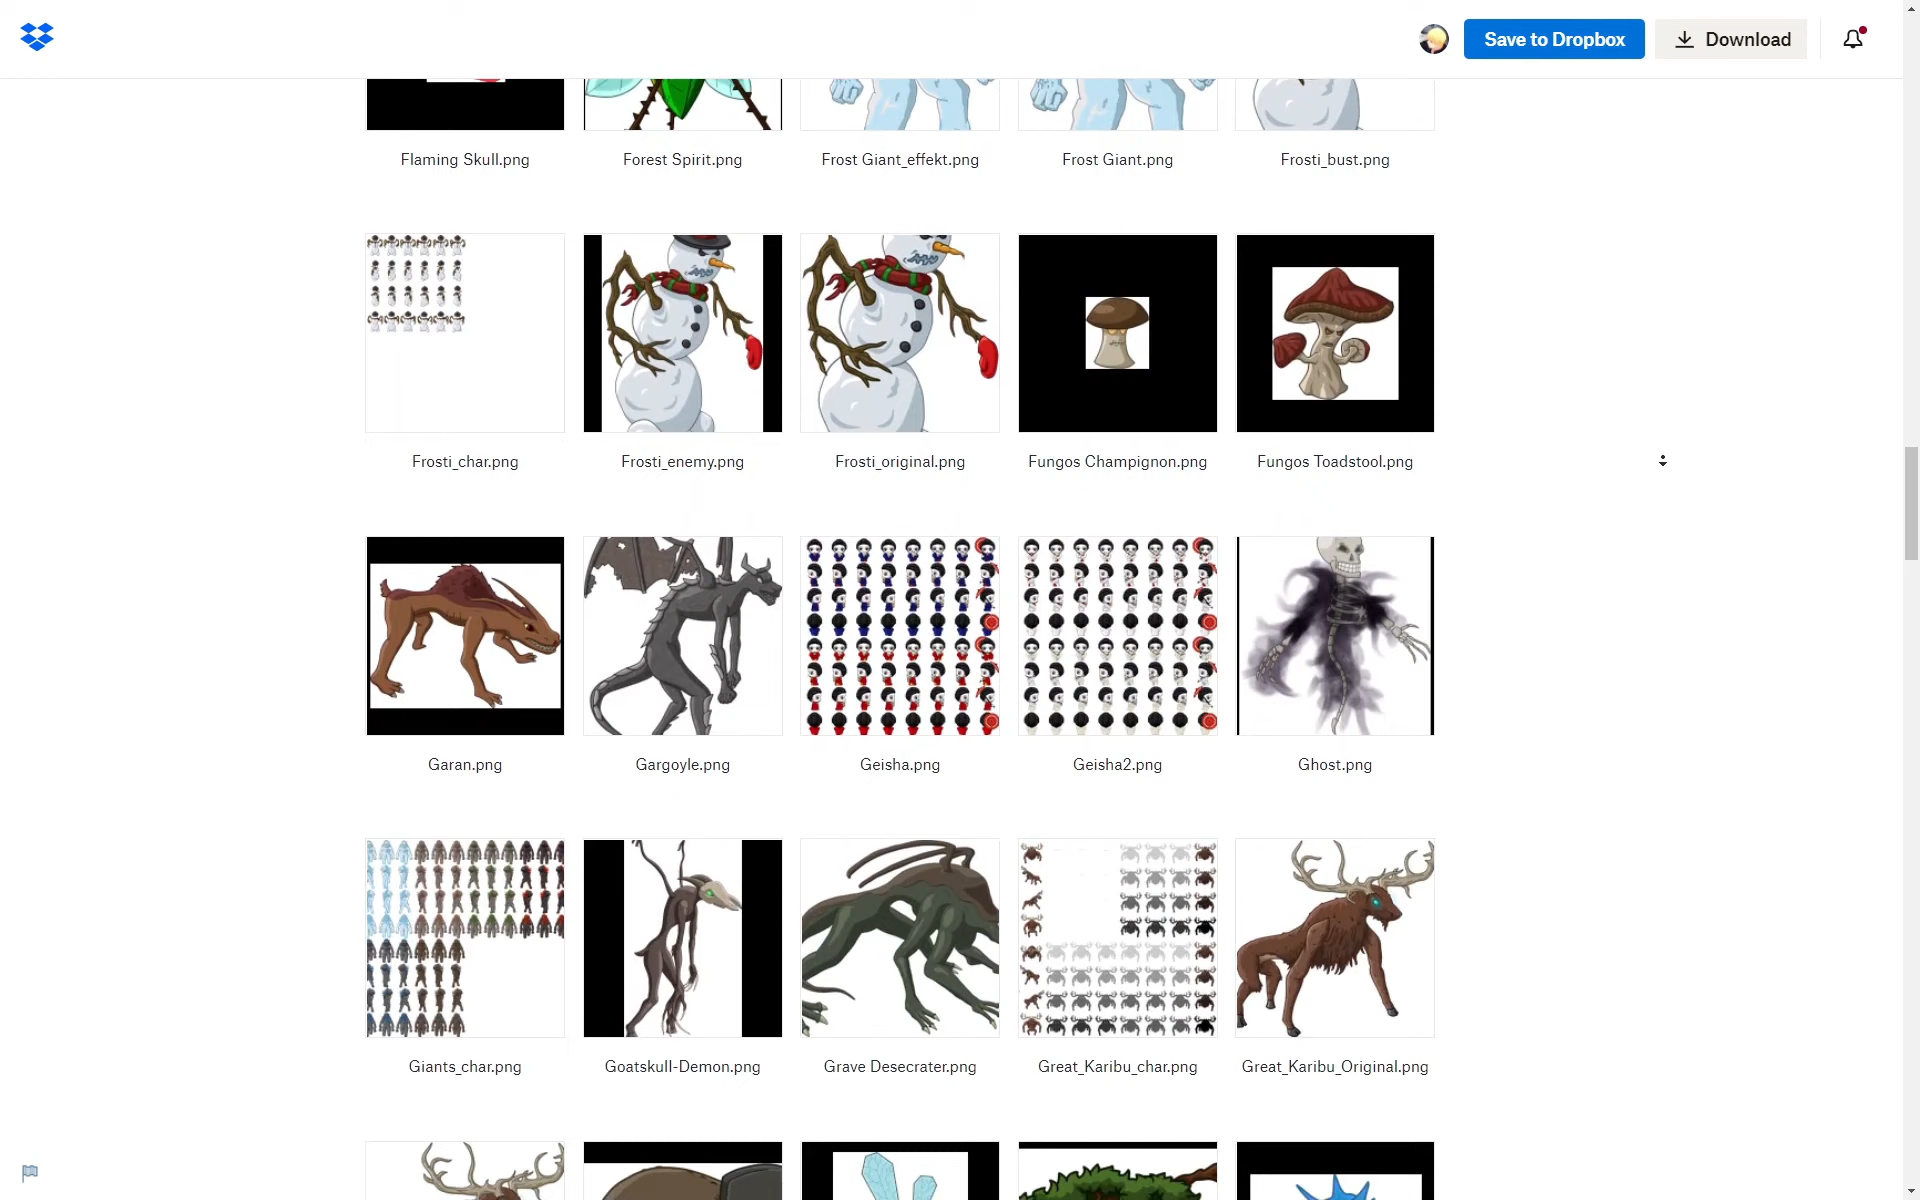 Save to Dropbox
Download
Flaming Skull.png
Forest Spirit.png
Frost Giant_effekt.png
Frost Giant.png
Frosti_bust.png
Frosti_char.png
Frosti_enemy.png
Frosti_original.png
Fungos Champignon.png
Fungos Toadstool.png
Garan.png
Gargoyle.png
Geisha.png
Geisha2.png
Ghost.png
Giants_char.png
Goatskull-Demon.png
Grave Desecrater.png
Great_Karibu_char.png
Great_Karibu_Original.png